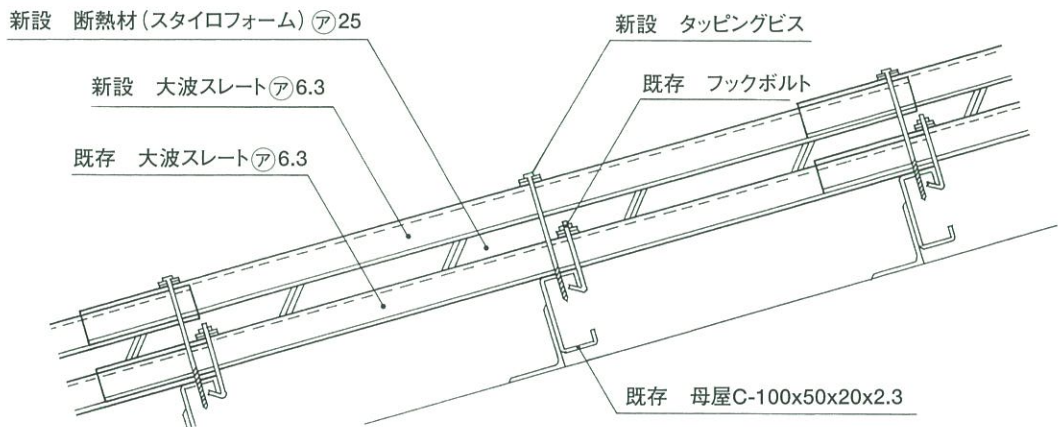 新設 断熱材(スタイロフォーム)㋐25
新設 タッピングビス
新設 大波スレート㋐6.3
既存 フックボルト
既存 大波スレート㋐6.3
既存 母屋C-100x50x20x2.3